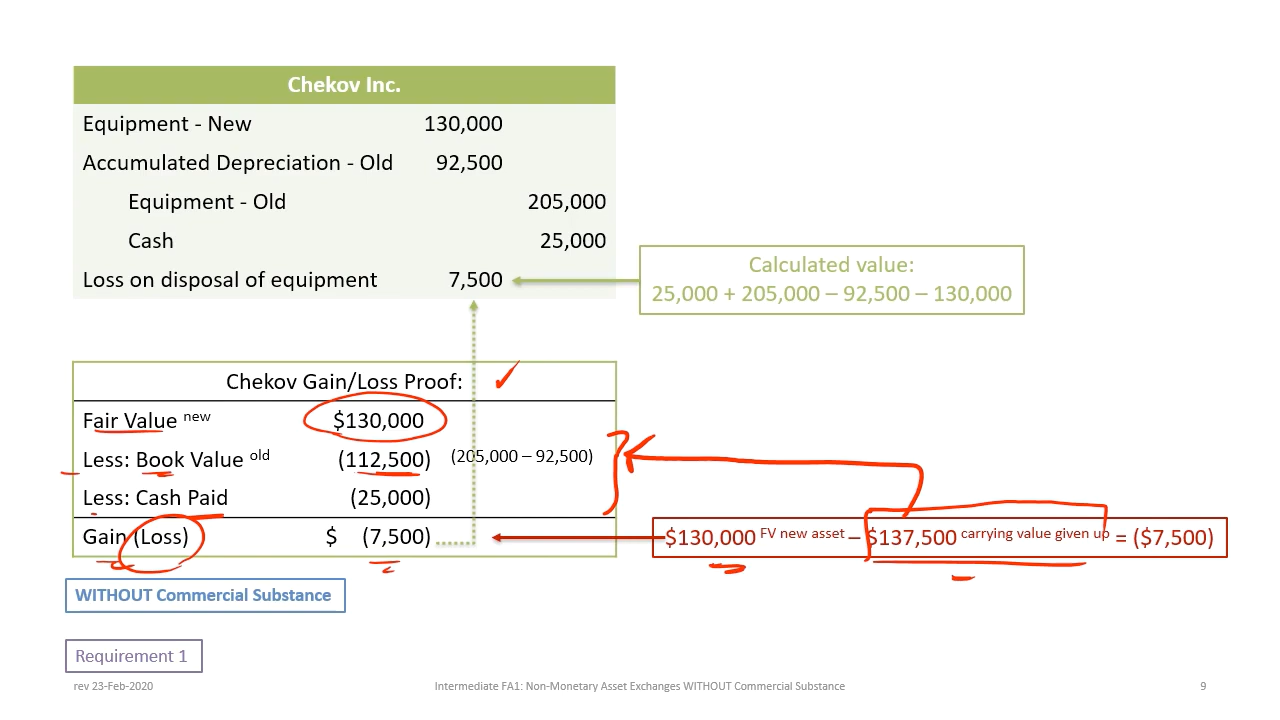 Chekov Inc.
Equipment - New 130,000
Accumulated Depreciation - Old 92,500
Equipment - Old 205,000
Cash 25,000
Loss on disposal of equipment 7,500
Calculated value:
25,000 + 205,000 – 92,500 – 130,000
Chekov Gain/Loss Proof:
Fair Value new $130,000
Less: Book Value old (112,500) (205,000 – 92,500)
Less: Cash Paid (25,000)
Gain (Loss) $ (7,500)
$130,000 FV new asset – $137,500 carrying value given up = ($7,500)
WITHOUT Commercial Substance
Requirement 1
rev 23-Feb-2020 Intermediate FA1: Non-Monetary Asset Exchanges WITHOUT Commercial Substance 9